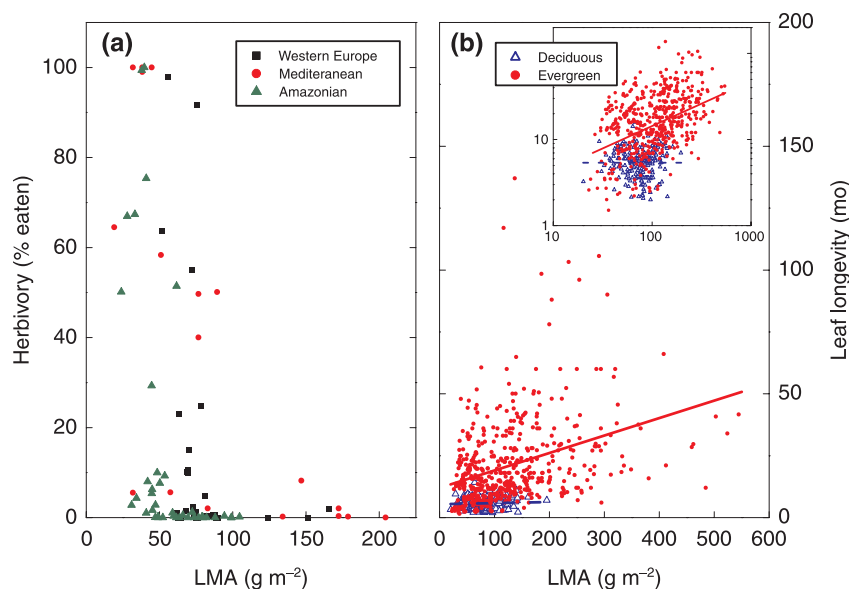 (a)
Western Europe
Mediteranean
Amazonian
Herbivory (% eaten)
100
80
60
40
20
0
0
50
100
150
200
LMA (g m⁻²)
(b)
Deciduous
Evergreen
10
1
10
100
1000
Leaf longevity (mo)
200
150
100
50
0
0
100
200
300
400
500
600
LMA (g m⁻²)